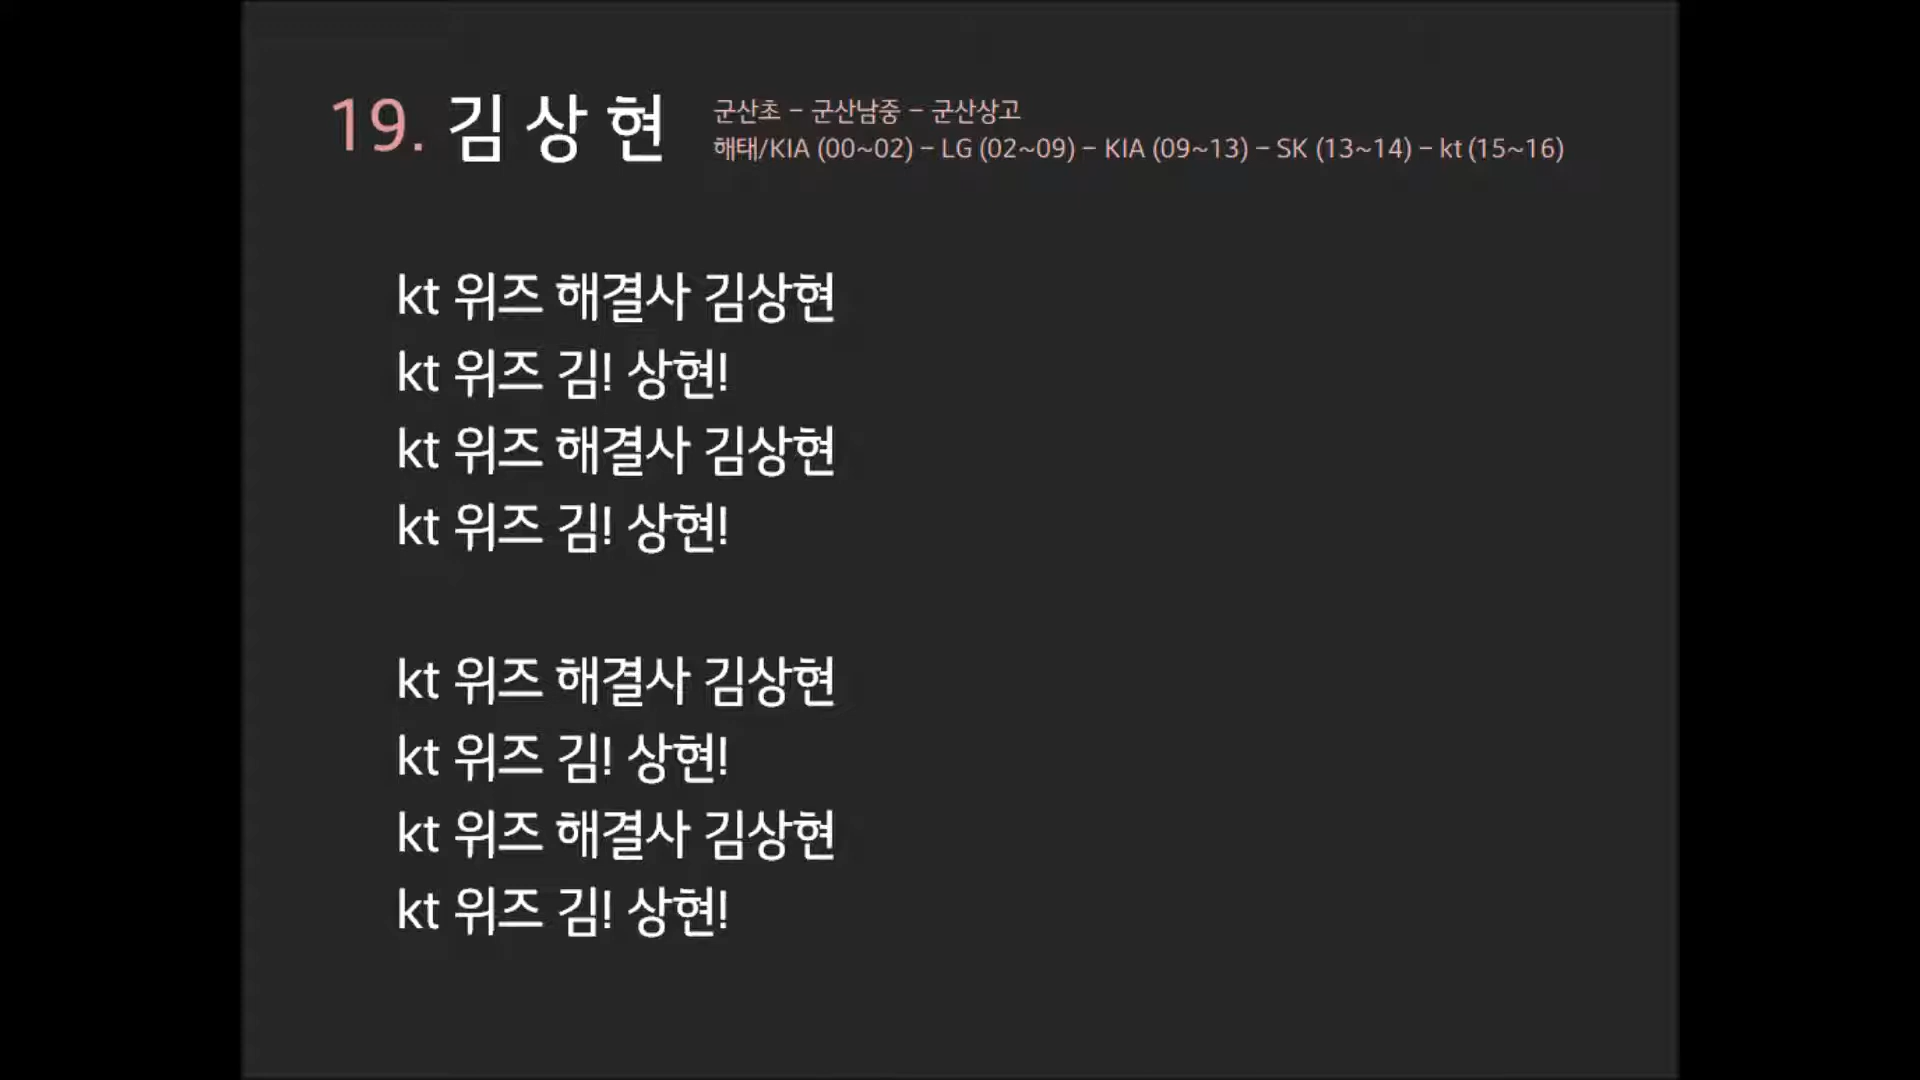 19. 김상현
군산초 – 군산남중 – 군산상고
해태/KIA (00~02) – LG (02~09) – KIA (09~13) – SK (13~14) – kt (15~16)
kt 위즈 해결사 김상현
kt 위즈 김! 상현!
kt 위즈 해결사 김상현
kt 위즈 김! 상현!
kt 위즈 해결사 김상현
kt 위즈 김! 상현!
kt 위즈 해결사 김상현
kt 위즈 김! 상현!